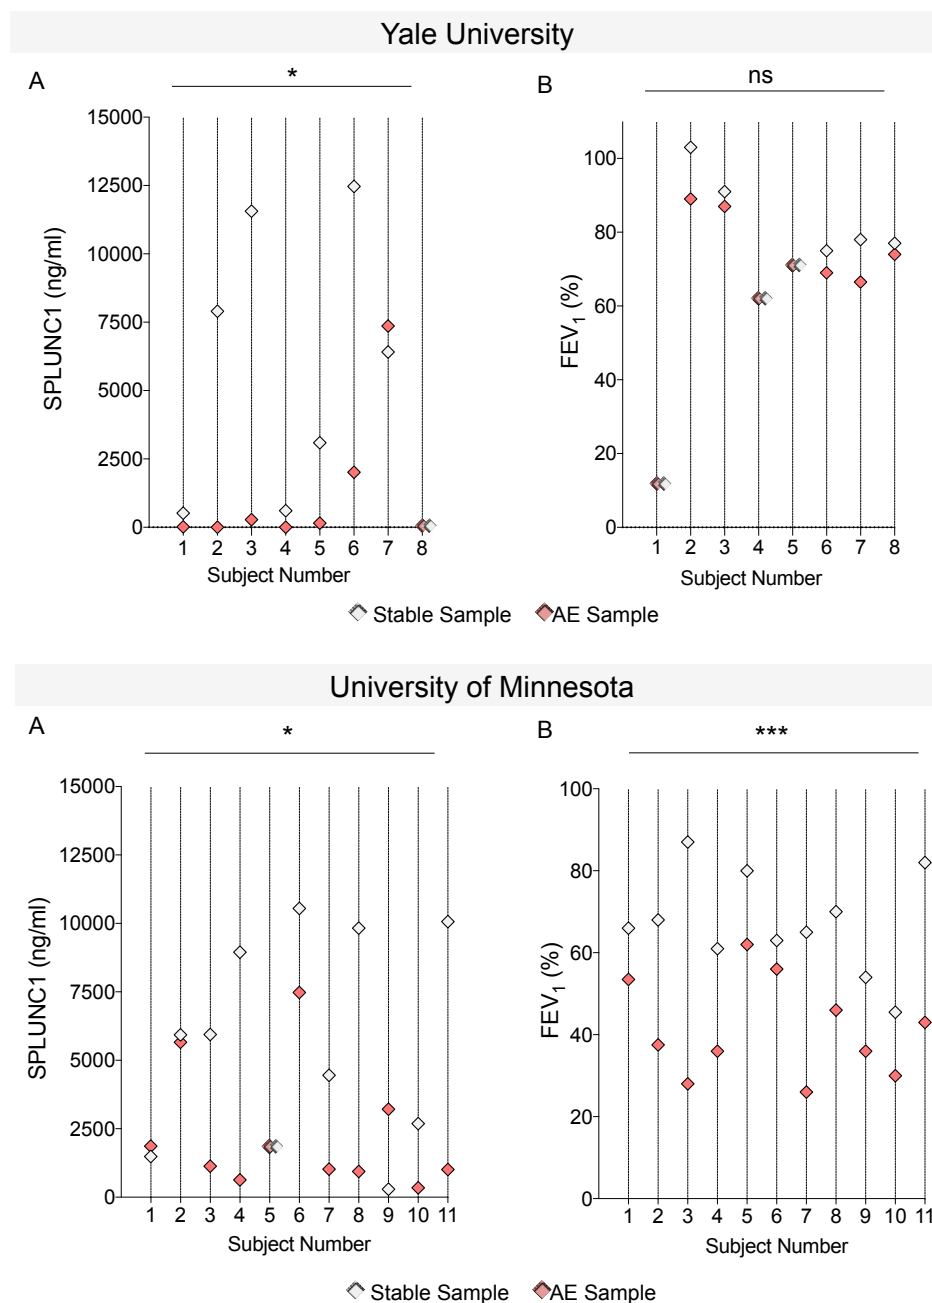 Yale University
A
*
SPLUNC1 (ng/ml)
15000
12500
10000
7500
5000
2500
0
1 2 3 4 5 6 7 8
Subject Number
B
ns
FEV1 (%)
100
80
60
40
20
0
1 2 3 4 5 6 7 8
Subject Number
Stable Sample AE Sample
University of Minnesota
A
*
SPLUNC1 (ng/ml)
15000
12500
10000
7500
5000
2500
0
1 2 3 4 5 6 7 8 9 10 11
Subject Number
B
***
FEV1 (%)
100
80
60
40
20
0
1 2 3 4 5 6 7 8 9 10 11
Subject Number
Stable Sample AE Sample